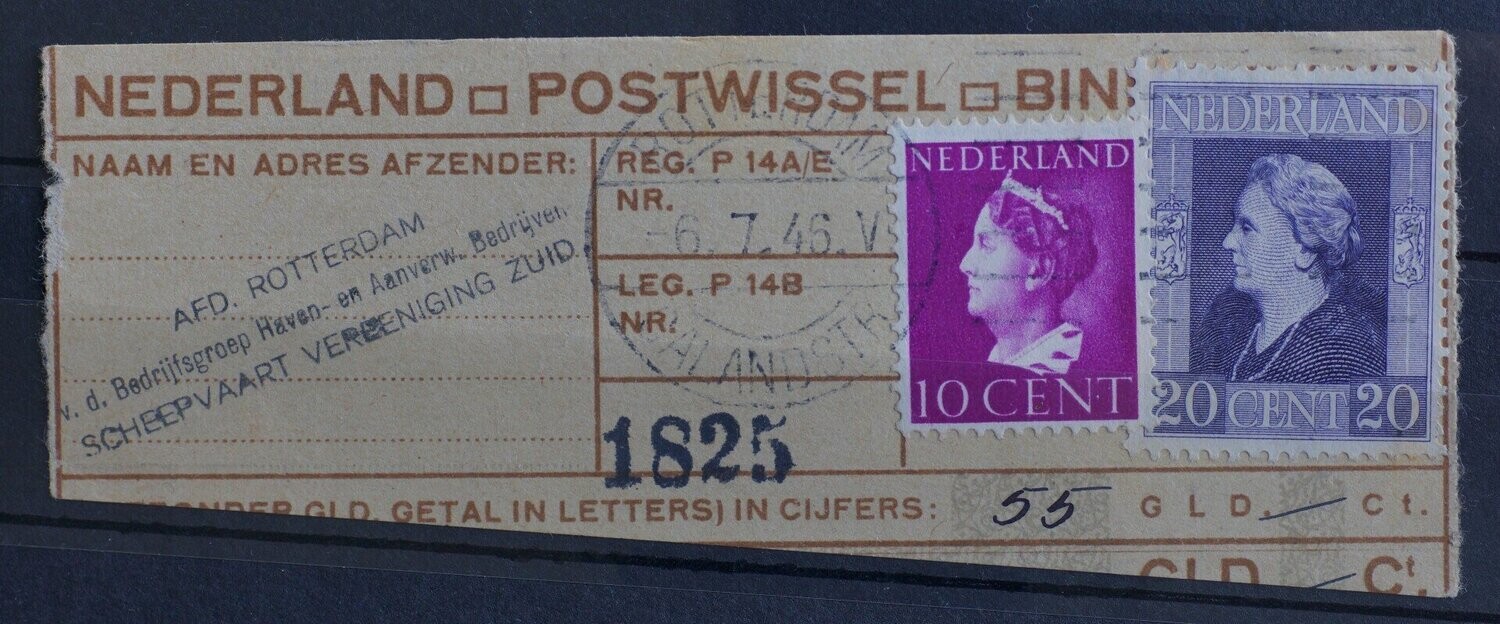 NEDERLAND □ POSTWISSEL □ BIN
NAAM EN ADRES AFZENDER:
AFD. ROTTERDAM
v. d. Bedrijfsgroep Haven- en Aanverw. Bedrijven
SCHEEPVAART VEREENIGING ZUID
REG. P 14A/E
NR.
-6. 7. 46. V
LEG. P 14B
NR.
1825
NEDERLAND
10 CENT
NEDERLAND
20 CENT 20
GLD. GETAL IN LETTERS) IN CIJFERS: 55 GLD. — Ct.
GLD — Ct.